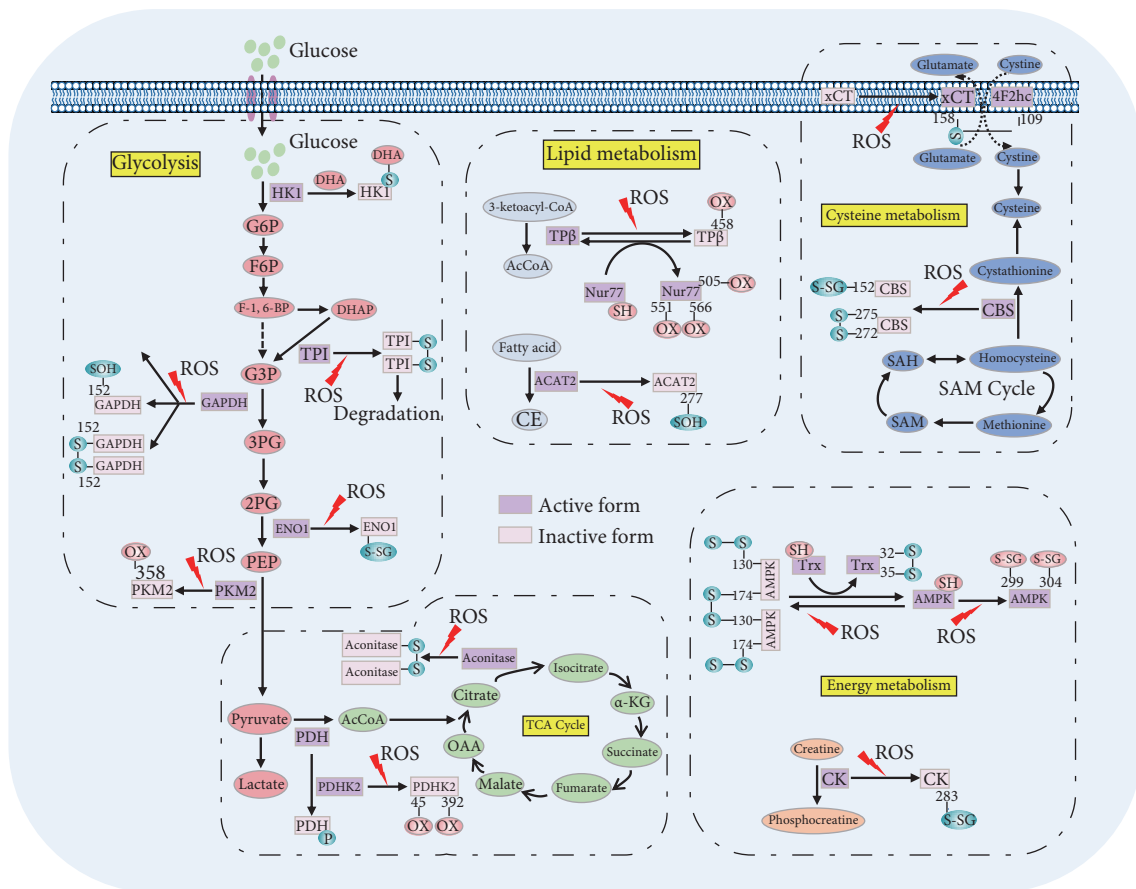 Glucose
Glycolysis
Glucose
HK1
DHA
DHA
S
HK1
G6P
F6P
F-1, 6-BP
DHAP
TPI
ROS
TPI
S
TPI
S
Degradation
G3P
ROS
SOH
152
GAPDH
GAPDH
152
S
GAPDH
S
GAPDH
152
3PG
2PG
ENO1
ROS
ENO1
S-SG
PEP
OX
358
PKM2
ROS
PKM2
Lipid metabolism
3-ketoacyl-CoA
AcCoA
TPβ
ROS
OX
458
TPβ
Nur77
SH
Nur77
505
OX
551
566
OX
OX
Fatty acid
CE
ACAT2
ROS
ACAT2
277
SOH
Active form
Inactive form
Glutamate
Cystine
xCT
ROS
xCT
4F2hc
158
109
S
Glutamate
Cystine
Cysteine metabolism
Cysteine
Cystathionine
S-SG
152
CBS
ROS
CBS
S
275
S
272
CBS
SAH
Homocysteine
SAM Cycle
SAM
Methionine
S
S
130
AMPK
S
174
S
130
AMPK
174
S
S
SH
Trx
Trx
32
S
35
S
ROS
SH
AMPK
ROS
S-SG
S-SG
299
304
AMPK
Energy metabolism
Creatine
CK
ROS
CK
283
S-SG
Phosphocreatine
Aconitase
S
Aconitase
S
ROS
Aconitase
Pyruvate
PDH
AcCoA
Lactate
PDHK2
ROS
PDHK2
45
392
OX
OX
PDH
P
TCA Cycle
Citrate
Isocitrate
α-KG
Succinate
Fumarate
Malate
OAA